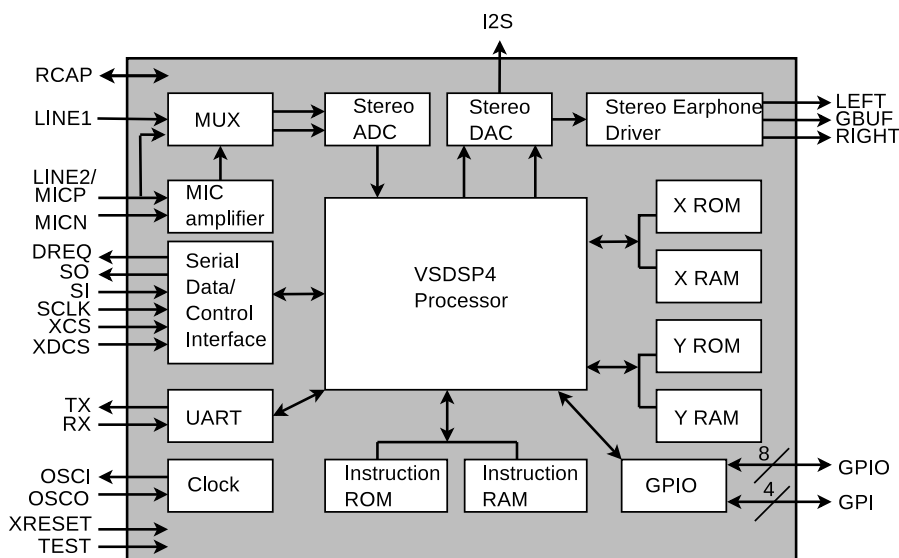 I2S
RCAP
LINE1
LINE2/
MICP
MICN
DREQ
SO
SI
SCLK
XCS
XDCS
TX
RX
OSCI
OSCO
XRESET
TEST
MUX
Stereo
ADC
Stereo
DAC
Stereo Earphone
Driver
LEFT
GBUF
RIGHT
MIC
amplifier
Serial
Data/
Control
Interface
VSDSP4
Processor
X ROM
X RAM
Y ROM
Y RAM
UART
Clock
Instruction
ROM
Instruction
RAM
GPIO
8
GPIO
4
GPI